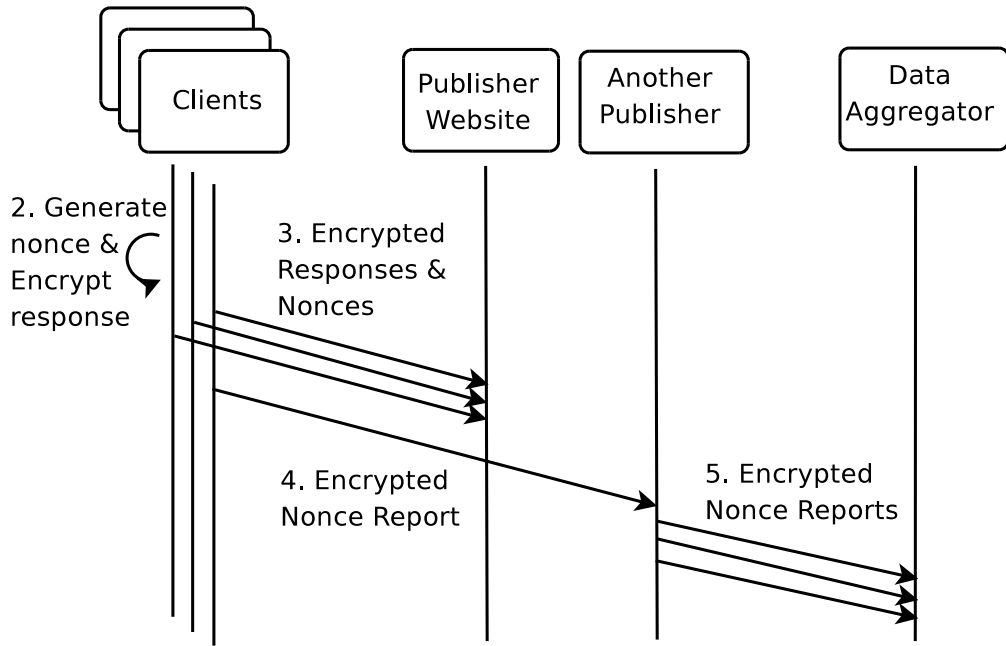 Clients
Publisher
Website
Another
Publisher
Data
Aggregator
2. Generate
nonce &
Encrypt
response
3. Encrypted
Responses &
Nonces
4. Encrypted
Nonce Report
5. Encrypted
Nonce Reports